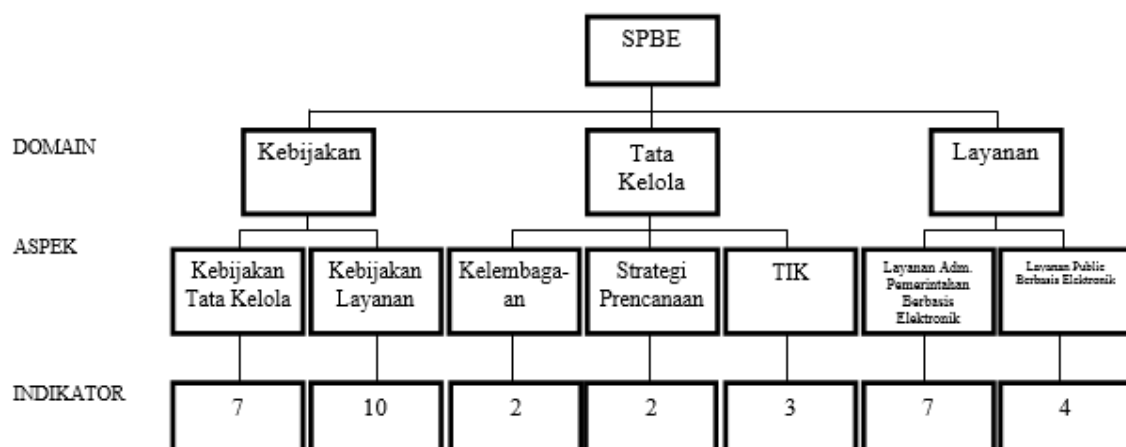 SPBE
DOMAIN
Kebijakan
Tata
Kelola
Layanan
ASPEK
Kebijakan
Tata Kelola
Kebijakan
Layanan
Kelembaga-
an
Strategi
Prencanaan
TIK
Layanan Adm.
Pemerintahan
Berbasis
Elektronik
Layanan Public
Berbasis Elektronik
INDIKATOR
7
10
2
2
3
7
4